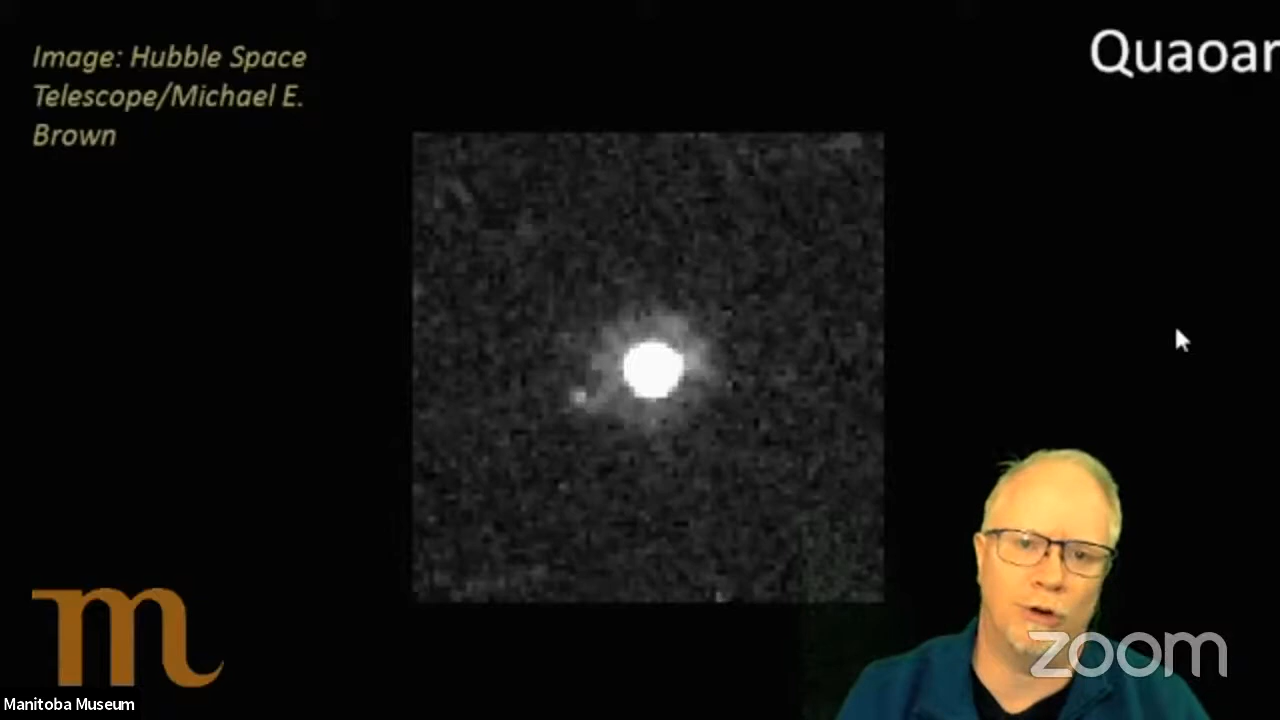 Image: Hubble Space
Telescope/Michael E.
Brown
Quaoar
m
zoom
Manitoba Museum